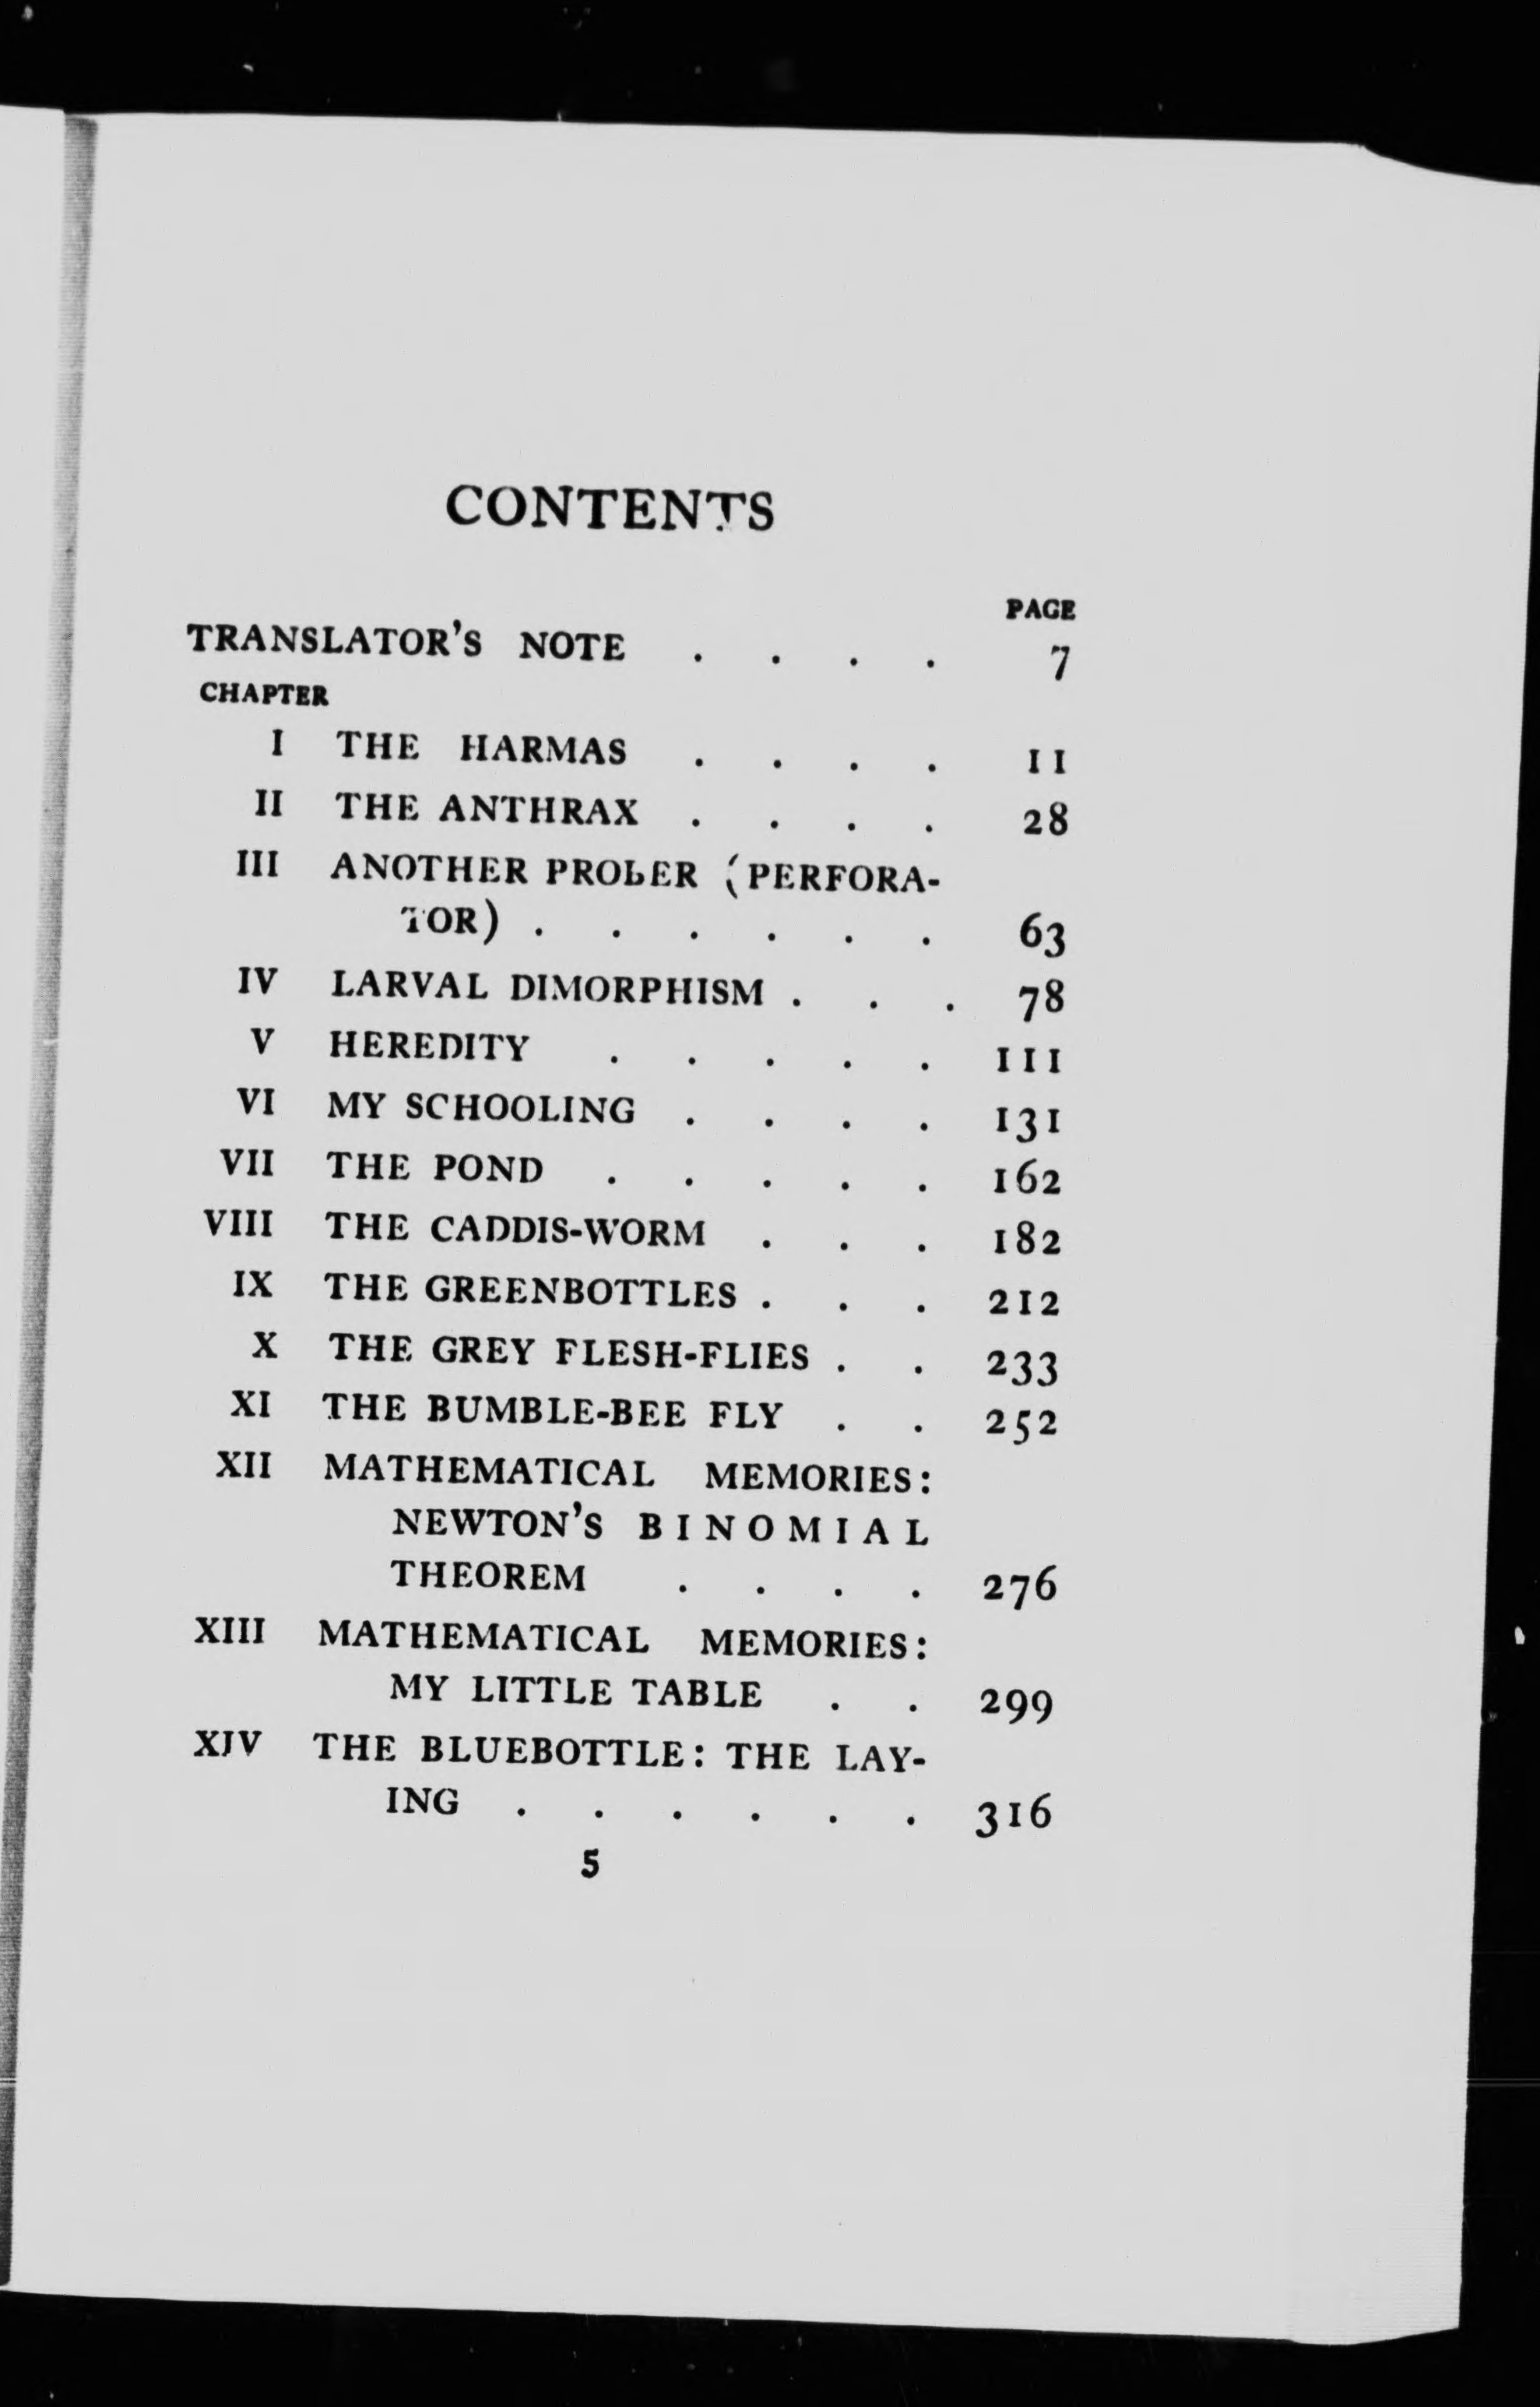 CONTENTS
PAGE
TRANSLATOR'S NOTE . . . . 7
CHAPTER
I THE HARMAS . . . . 11
II THE ANTHRAX . . . . 28
III ANOTHER PROBER (PERFORA-
TOR) . . . . . . 63
IV LARVAL DIMORPHISM . . . 78
V HEREDITY . . . . . 111
VI MY SCHOOLING . . . . 131
VII THE POND . . . . . 162
VIII THE CADDIS-WORM . . . 182
IX THE GREENBOTTLES . . . 212
X THE GREY FLESH-FLIES . . 233
XI THE BUMBLE-BEE FLY . . 252
XII MATHEMATICAL MEMORIES:
NEWTON'S BINOMIAL
THEOREM . . . . 276
XIII MATHEMATICAL MEMORIES:
MY LITTLE TABLE . . 299
XIV THE BLUEBOTTLE: THE LAY-
ING . . . . . . 316
5